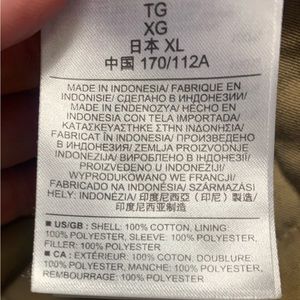 TG
XG
日本 XL
中国 170/112A
MADE IN INDONESIA/ FABRIQUE EN
INDONISIE/ СДЕЛАНО В ИНДОНЕЗИИ/
MADE IN ENDENOZYA/ HECHO EN
INDONESIA CON TELA IMPORTADA/
ΚΑΤΑΣΚΕΥΑΣΤΗΚΕ ΣΤΗΝ ΙΝΔΟΝΗΣΙΑ/
FABRICAT ÎN INDONESIA/ ПРОИЗВЕДЕНО
В ИНДОНЕЗИЯ/ ZEMLJA PROIZVODNJE
INDONEZIJA/ ВИРОБЛЕНО В ІНДОНЕЗІЇ/
PROIZVEDENO U INDONEZIJI/
WYPRODUKOWANO WE FRANCJI/
FABRICADO NA INDONÉSIA/ SZÁRMAZÁSI
HELY: INDONÉZIA/ 印度尼西亞 (印尼) 製造/
印度尼西亚制造
US/GB : SHELL: 100% COTTON, LINING:
100% POLYESTER, SLEEVE: 100% POLYESTER,
FILLER: 100% POLYESTER
CA : EXTÉRIEUR: 100% COTON, DOUBLURE:
100% POLYESTER, MANCHE: 100% POLYESTER,
REMBOURRAGE: 100% POLYESTER